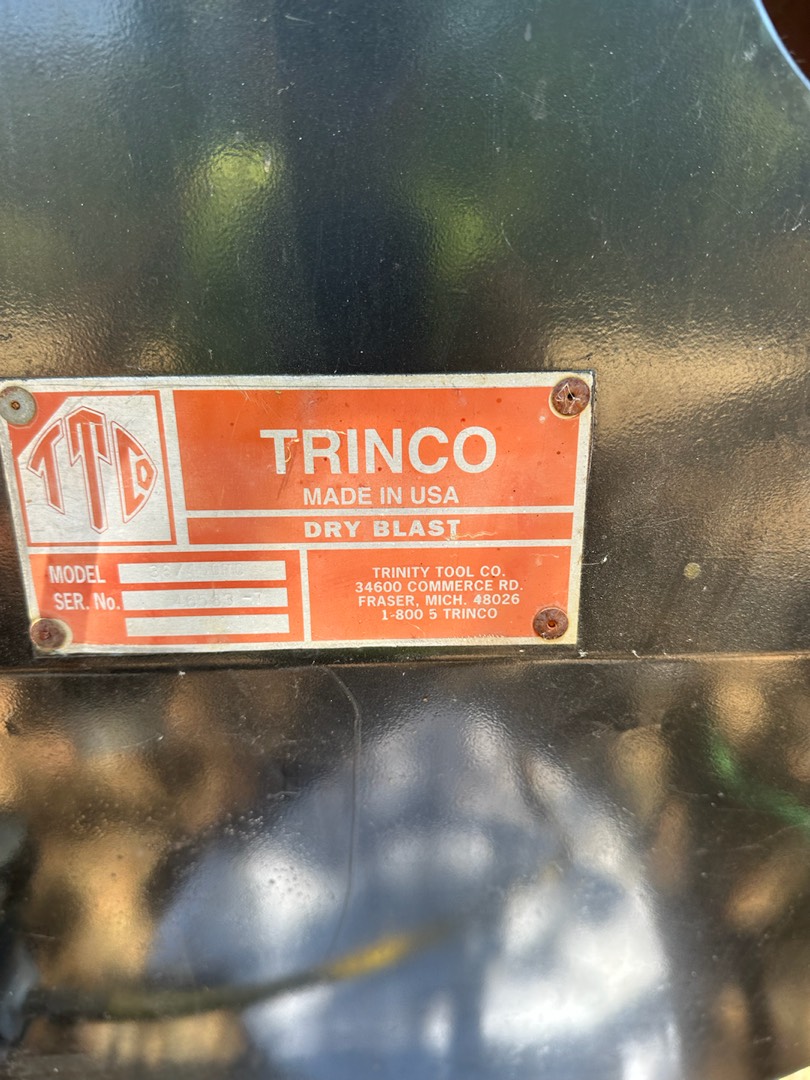 TTCo
TRINCO
MADE IN USA
DRY BLAST
MODEL
SER. No.
TRINITY TOOL CO.
34600 COMMERCE RD.
FRASER, MICH. 48026
1-800 5 TRINCO